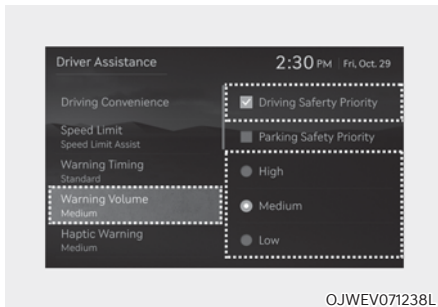 Driver Assistance
2:30 PM Fri, Oct. 29
Driving Convenience
Speed Limit
Speed Limit Assist
Warning Timing
Standard
Warning Volume
Medium
Haptic Warning
Medium
Driving Saferty Priority
Parking Safety Priority
High
Medium
Low
OJWEV071238L